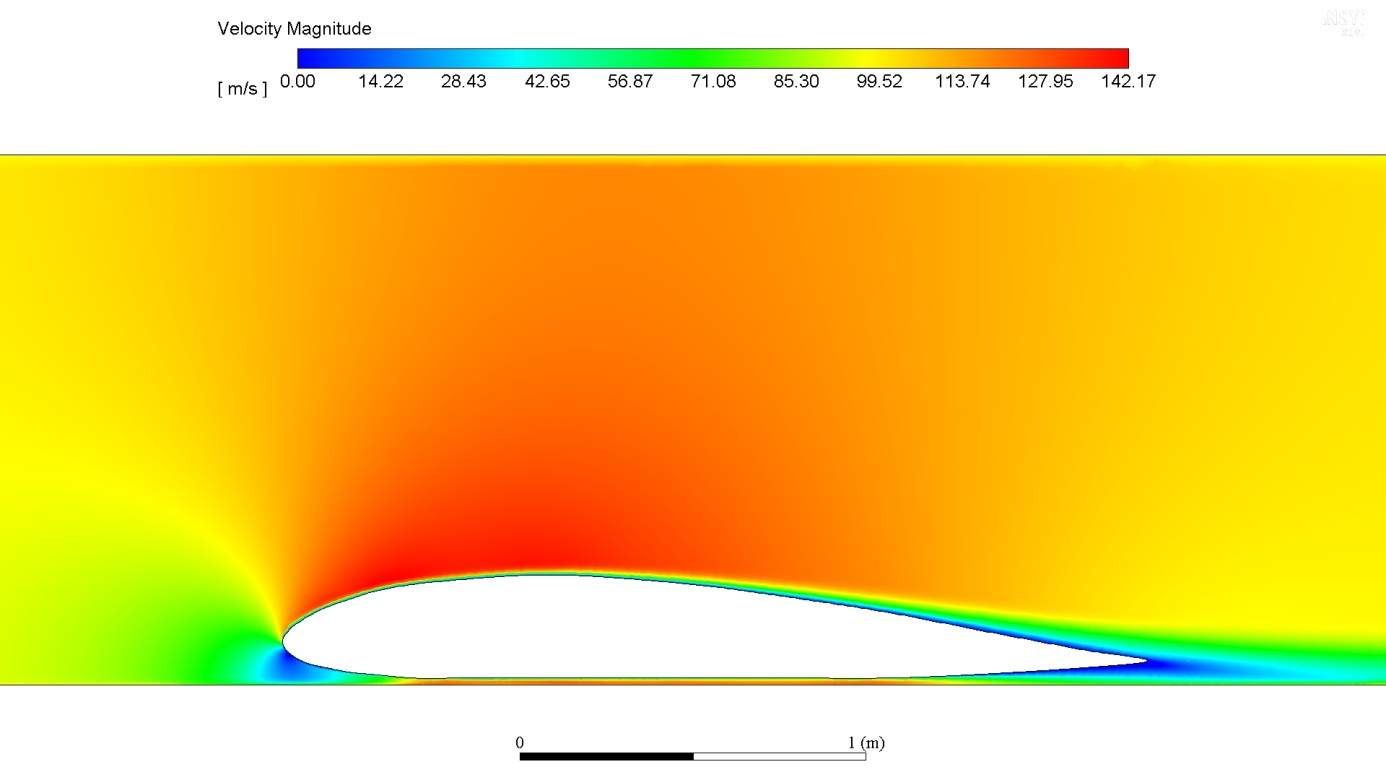 Velocity Magnitude
[ m/s ] 0.00 14.22 28.43 42.65 56.87 71.08 85.30 99.52 113.74 127.95 142.17
0 1 (m)